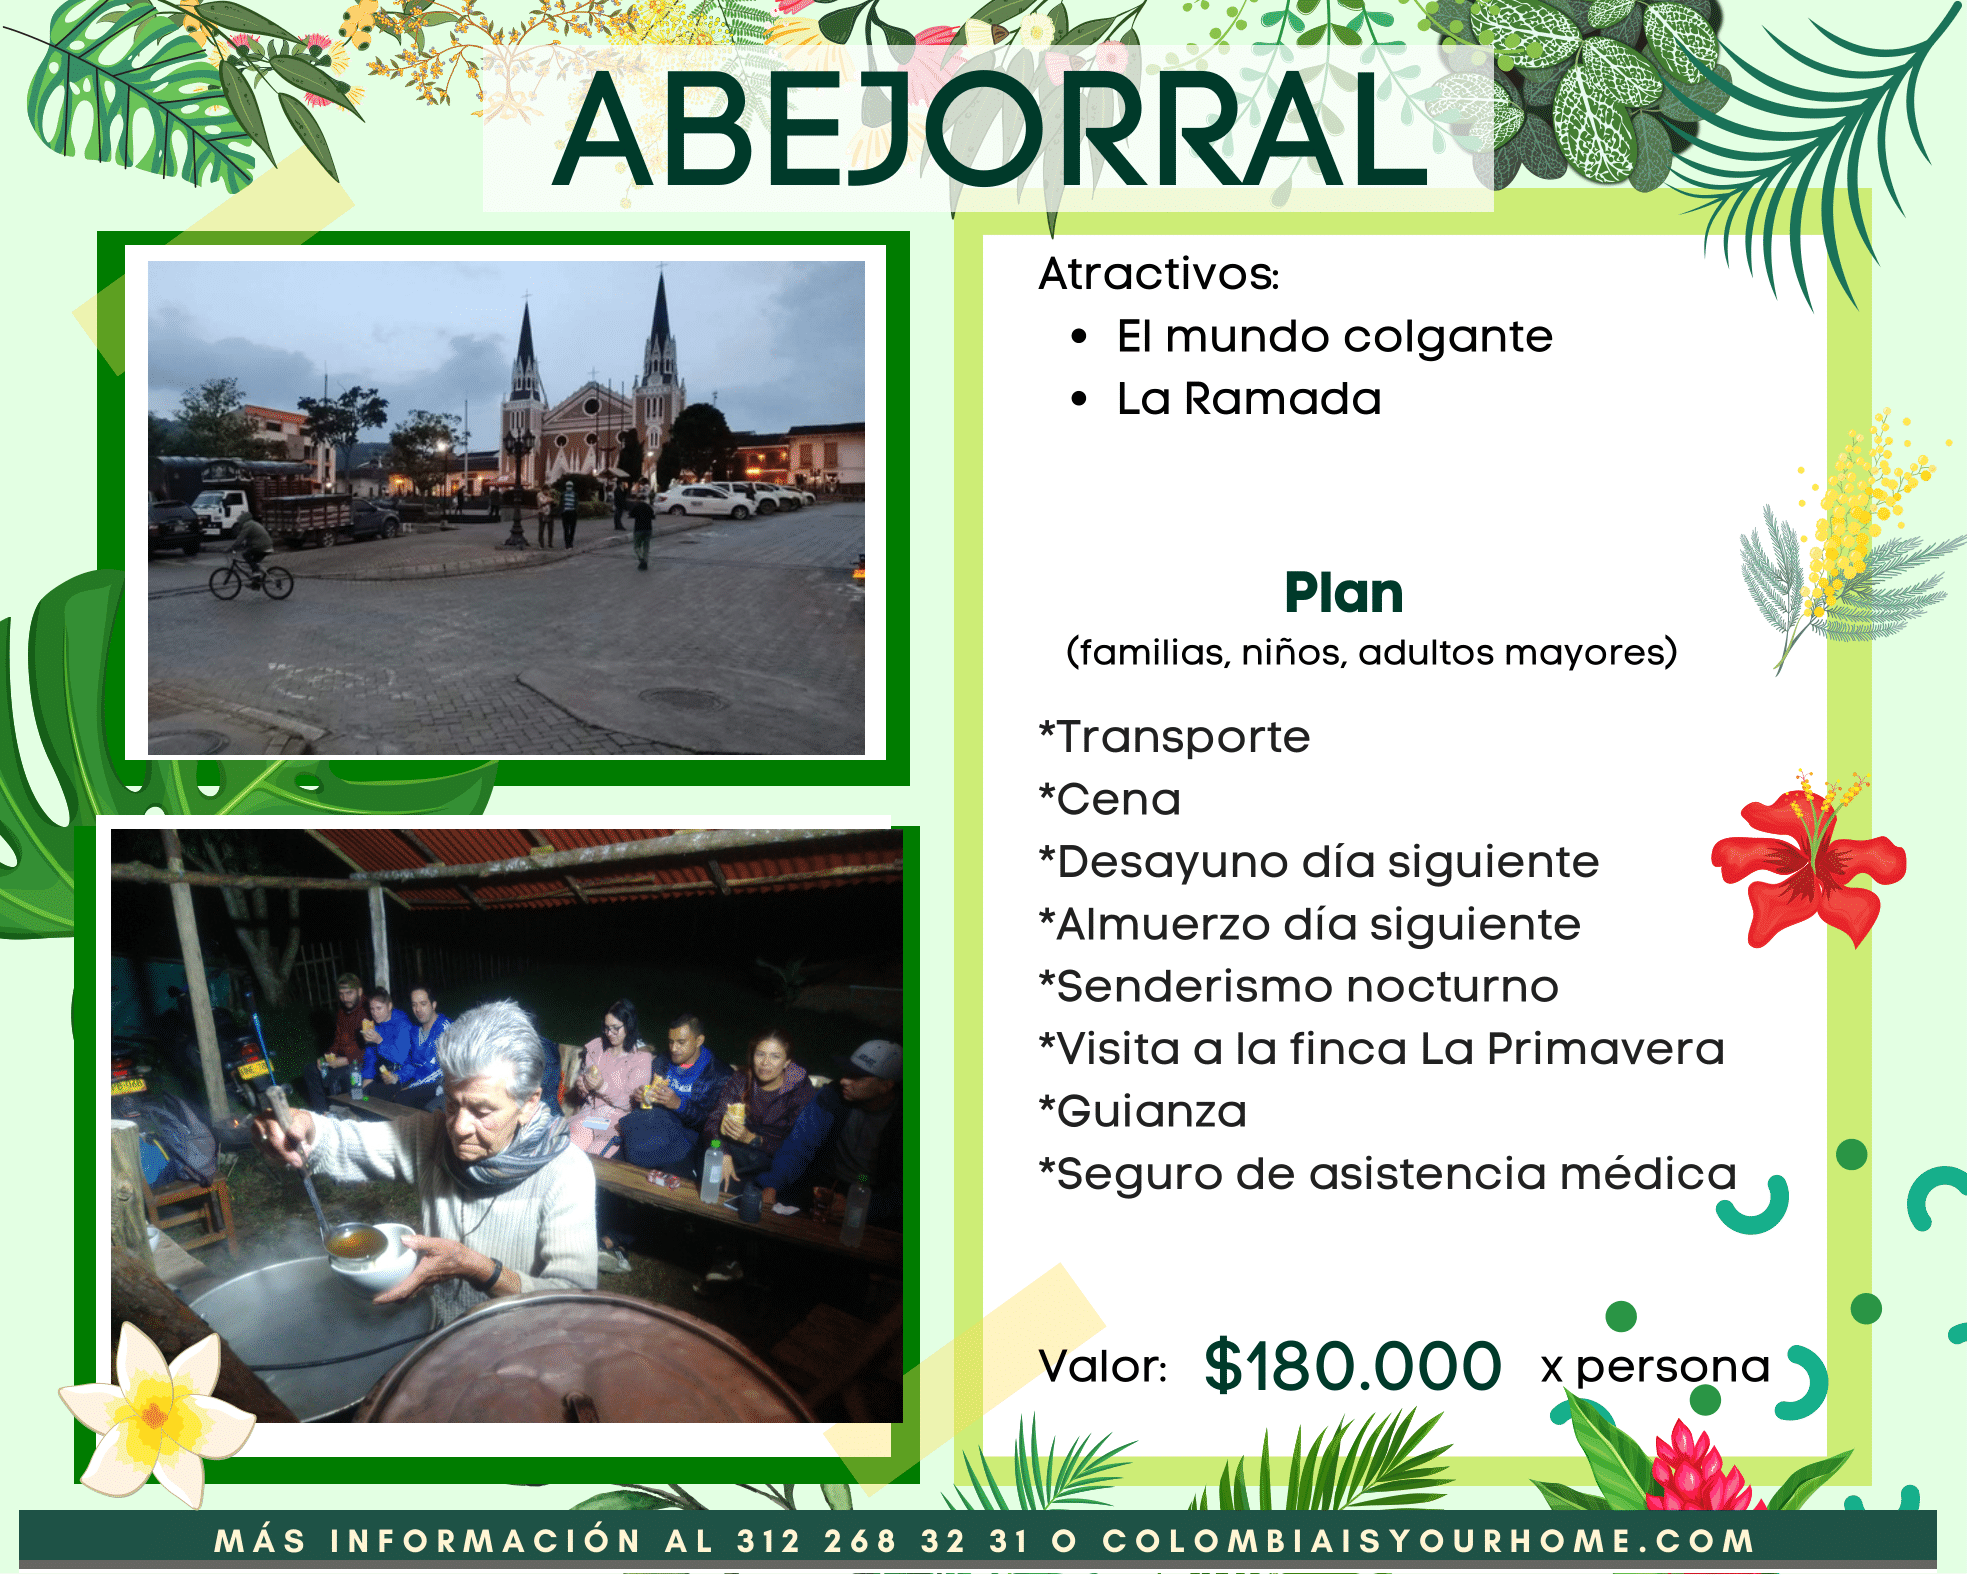 ABEJORRAL
Atractivos:
• El mundo colgante
• La Ramada
Plan
(familias, niños, adultos mayores)
*Transporte
*Cena
*Desayuno día siguiente
*Almuerzo día siguiente
*Senderismo nocturno
*Visita a la finca La Primavera
*Guianza
*Seguro de asistencia médica
Valor: $180.000 x persona
MÁS INFORMACIÓN AL 312 268 32 31 O COLOMBIAISYOURHOME.COM